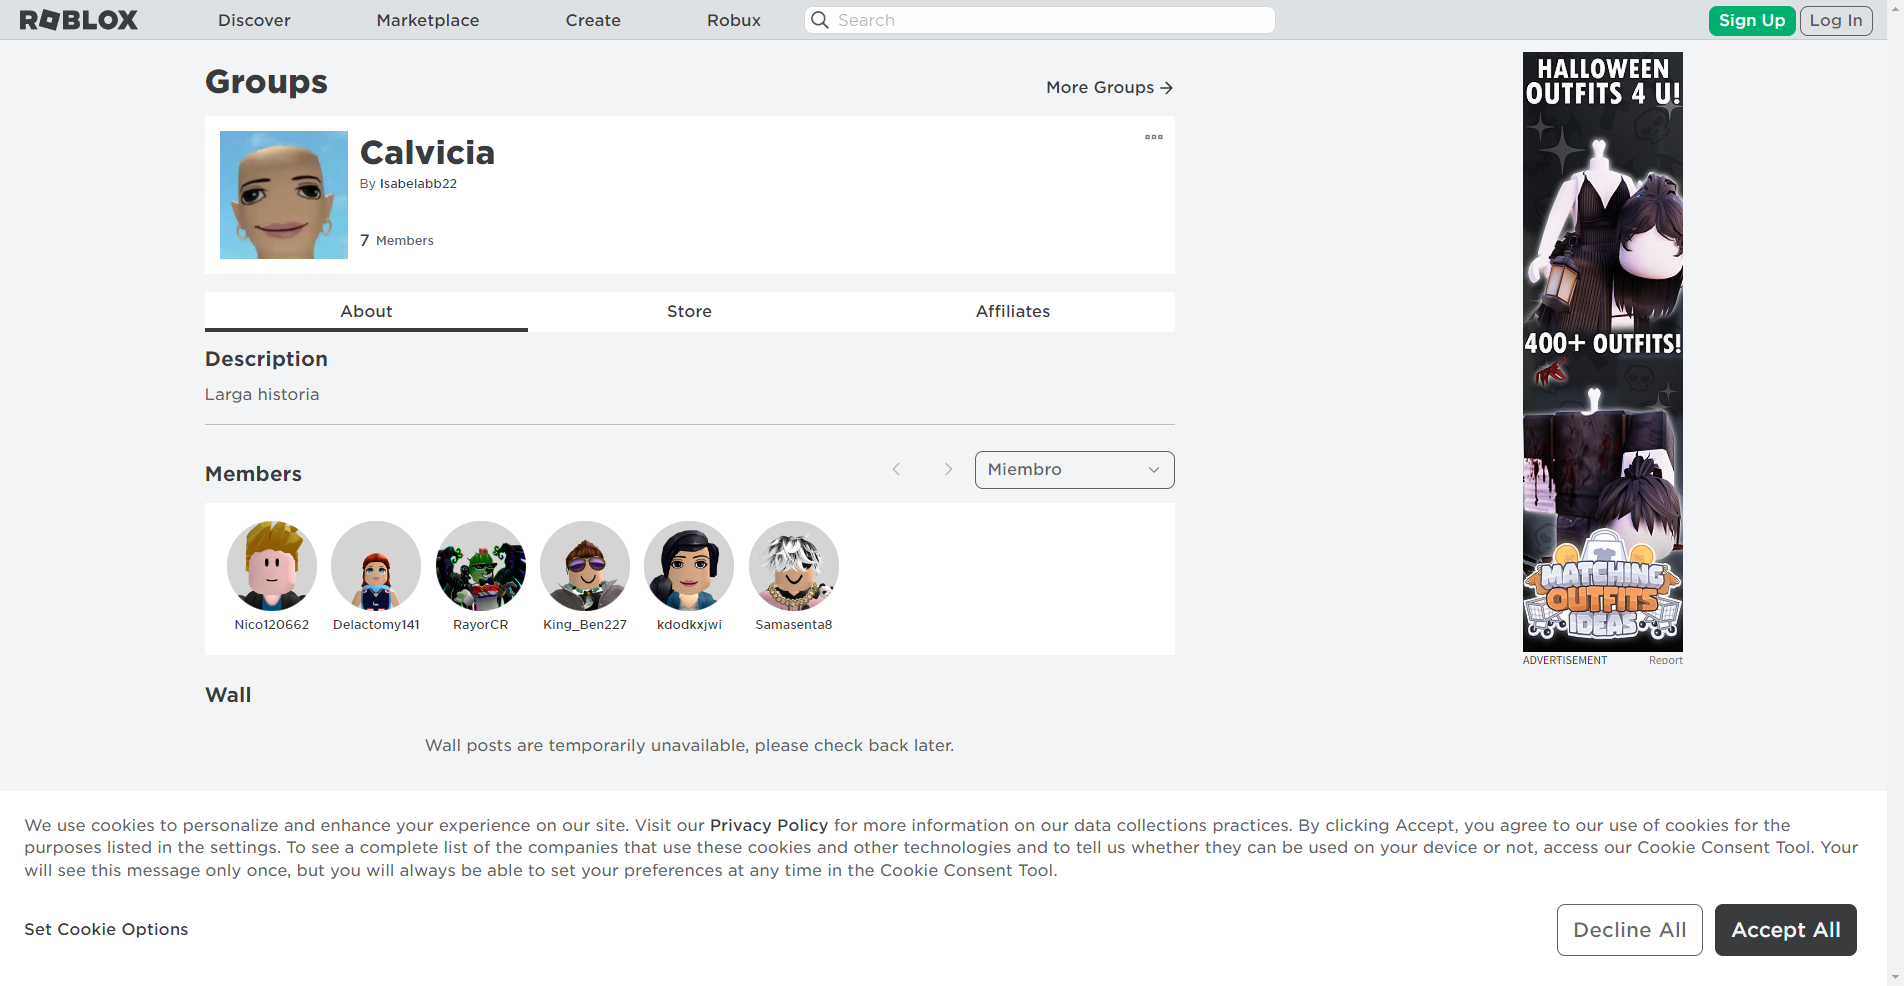 ROBLOX
Discover
Marketplace
Create
Robux
Search
Sign Up
Log In
Groups
More Groups
Calvicia
By Isabelabb22
7 Members
About
Store
Affiliates
Description
Larga historia
Members
Miembro
Nico120662
Delactomy141
RayorCR
King_Ben227
kdodkxjwi
Samasenta8
Wall
Wall posts are temporarily unavailable, please check back later.
HALLOWEEN
OUTFITS 4 U!
400+ OUTFITS!
MATCHING
OUTFITS
IDEAS
ADVERTISEMENT
Report
We use cookies to personalize and enhance your experience on our site. Visit our Privacy Policy for more information on our data collections practices. By clicking Accept, you agree to our use of cookies for the
purposes listed in the settings. To see a complete list of the companies that use these cookies and other technologies and to tell us whether they can be used on your device or not, access our Cookie Consent Tool. Your
will see this message only once, but you will always be able to set your preferences at any time in the Cookie Consent Tool.
Set Cookie Options
Decline All
Accept All